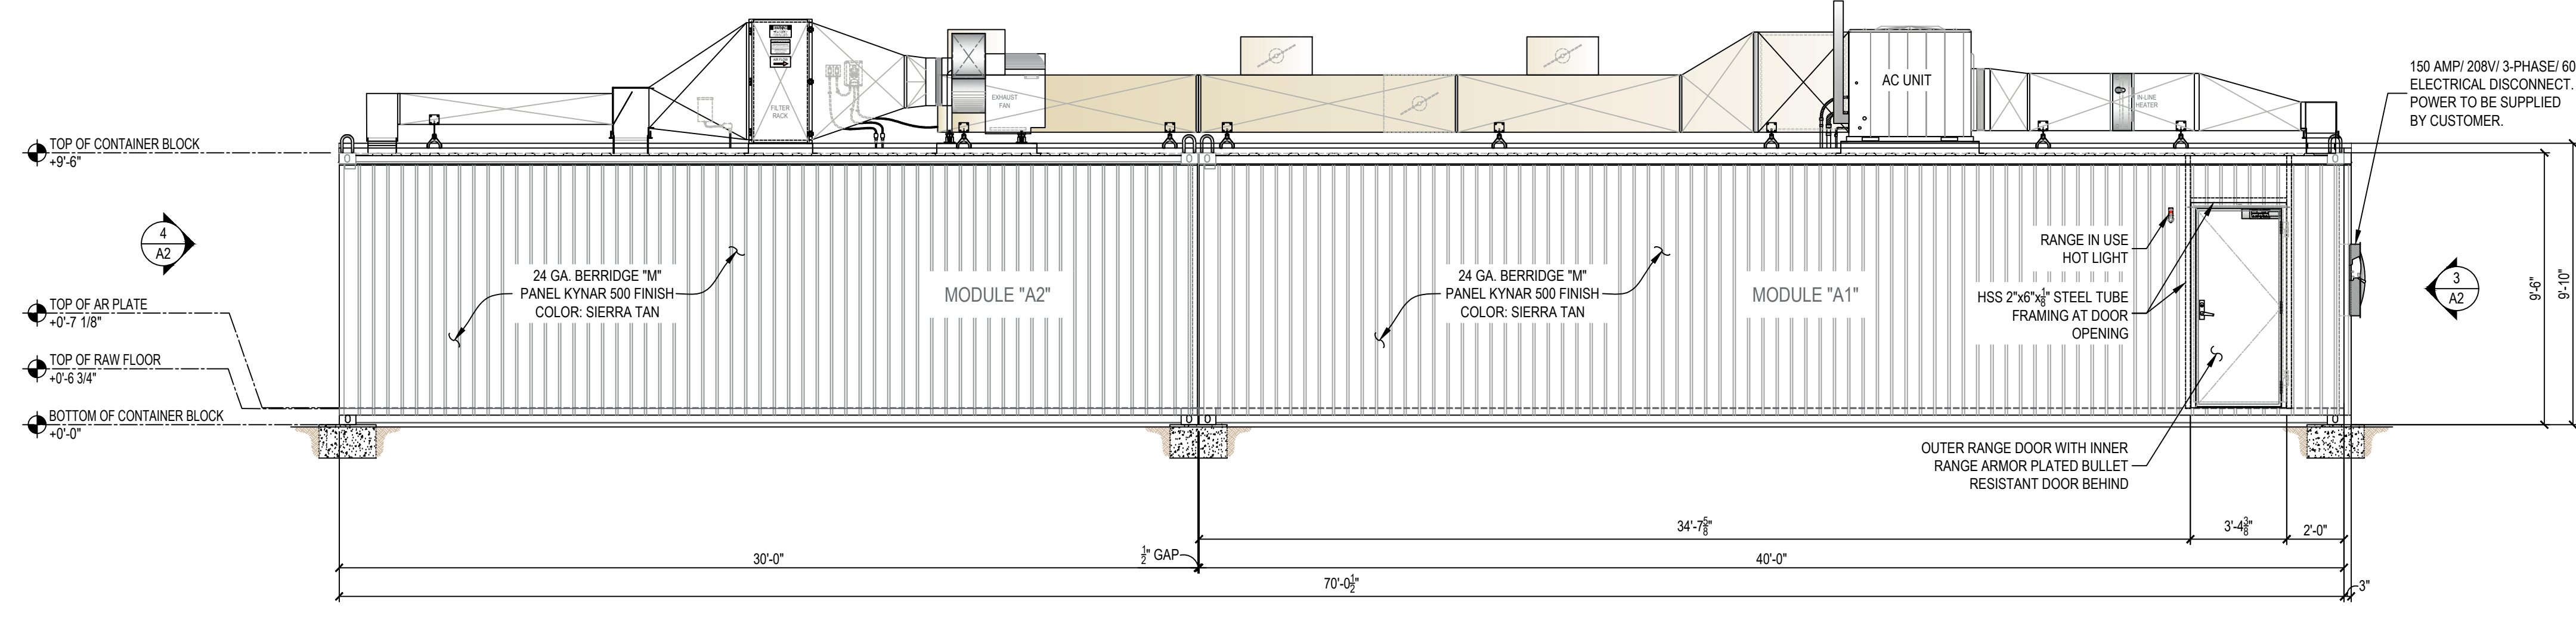 FILTER
RACK
EXHAUST
FAN
AC UNIT
IN-LINE
HEATER
150 AMP/ 208V/ 3-PHASE/ 60
ELECTRICAL DISCONNECT.
POWER TO BE SUPPLIED
BY CUSTOMER.
TOP OF CONTAINER BLOCK
+9'-6"
4
A2
TOP OF AR PLATE
+0'-7 1/8"
TOP OF RAW FLOOR
+0'-6 3/4"
BOTTOM OF CONTAINER BLOCK
+0'-0"
24 GA. BERRIDGE "M"
PANEL KYNAR 500 FINISH
COLOR: SIERRA TAN
MODULE "A2"
24 GA. BERRIDGE "M"
PANEL KYNAR 500 FINISH
COLOR: SIERRA TAN
MODULE "A1"
RANGE IN USE
HOT LIGHT
HSS 2"x6"x1/8" STEEL TUBE
FRAMING AT DOOR
OPENING
3
A2
9'-6"
9'-10"
OUTER RANGE DOOR WITH INNER
RANGE ARMOR PLATED BULLET
RESISTANT DOOR BEHIND
34'-7 5/8"
3'-4 3/8"
2'-0"
30'-0"
1/2" GAP
40'-0"
70'-0 1/2"
3"